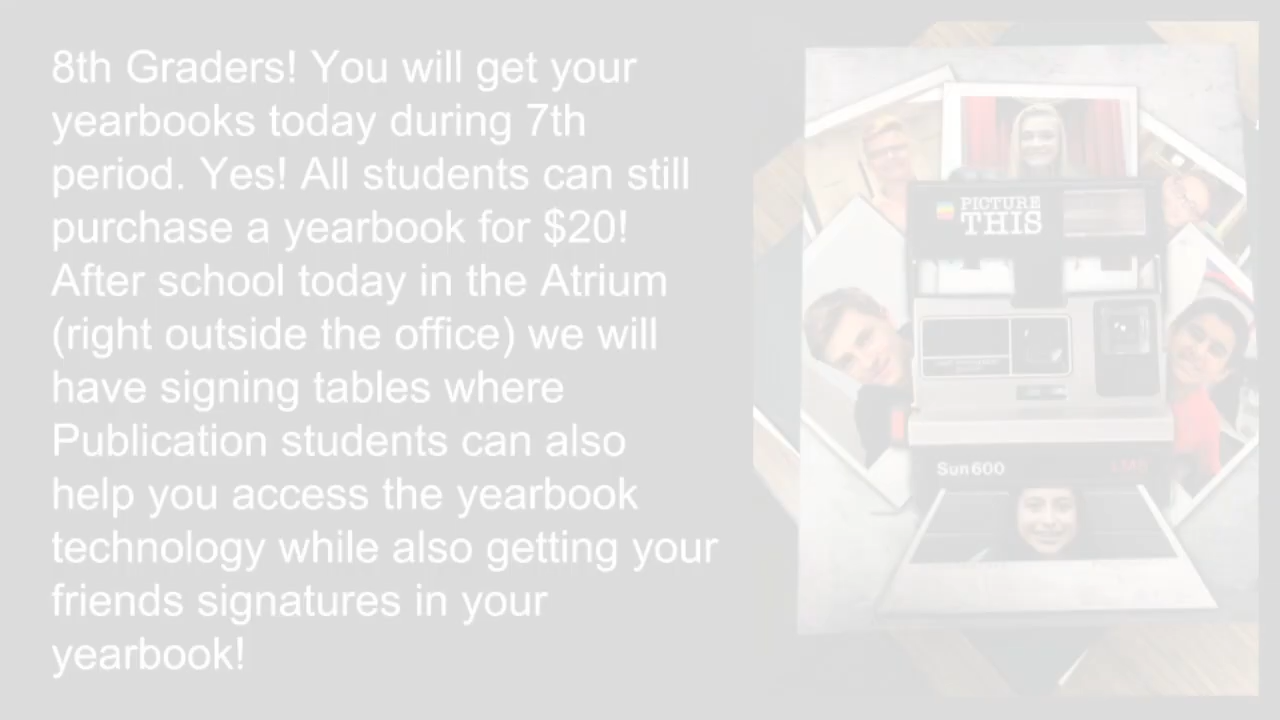 8th Graders! You will get your
yearbooks today during 7th
period. Yes! All students can still
purchase a yearbook for $20!
After school today in the Atrium
(right outside the office) we will
have signing tables where
Publication students can also
help you access the yearbook
technology while also getting your
friends signatures in your
yearbook!
PICTURE
THIS
Sun600
LMS